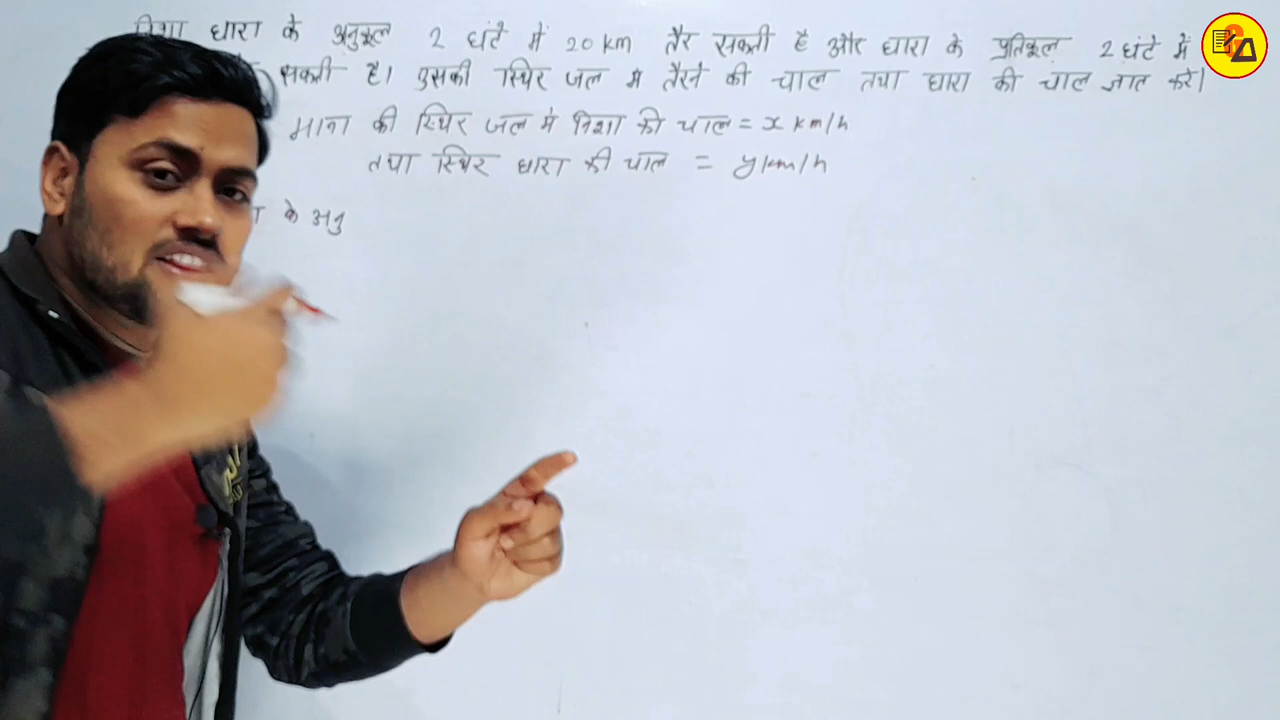 धारा के अनुकूल 2 घंटे में 20 km तैर सकती है और धारा के प्रतिकूल 2 घंटे में
सकती है। उसकी स्थिर जल में तैरने की चाल तथा धारा की चाल ज्ञात करें।
माना की स्थिर जल में निशा की चाल = x km/h
तथा स्थिर धारा की चाल = y km/h
के अनु